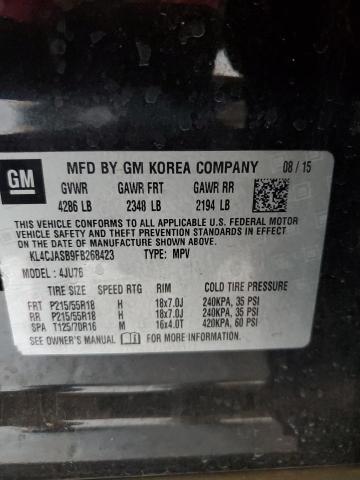 GM
MFD BY GM KOREA COMPANY 08 / 15
GVWR GAWR FRT GAWR RR
4286 LB 2348 LB 2194 LB
THIS VEHICLE CONFORMS TO ALL APPLICABLE U.S. FEDERAL MOTOR
VEHICLE SAFETY, BUMPER, AND THEFT PREVENTION STANDARDS
IN EFFECT ON THE DATE OF MANUFACTURE SHOWN ABOVE.
KL4CJASB9FB268423 TYPE: MPV
MODEL : 4JU76
TIRE SIZE SPEED RTG RIM COLD TIRE PRESSURE
FRT P215/55R18 H 18x7.0J 240KPA, 35 PSI
RR P215/55R18 H 18x7.0J 240KPA, 35 PSI
SPA T125/70R16 M 16x4.0T 420KPA, 60 PSI
SEE OWNER'S MANUAL FOR MORE INFORMATION.